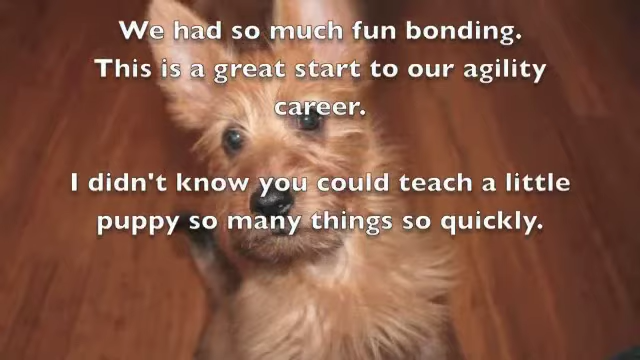 We had so much fun bonding.
This is a great start to our agility
career.
I didn't know you could teach a little
puppy so many things so quickly.